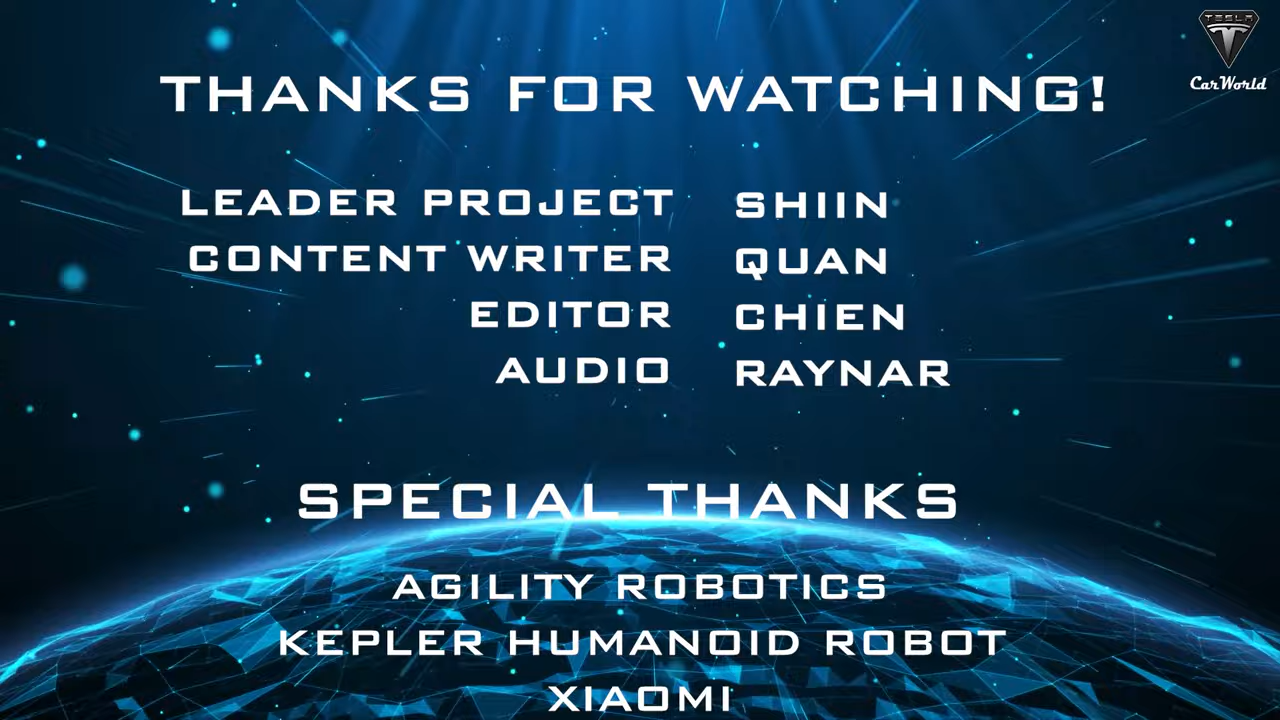 TESLA
CarWorld
THANKS FOR WATCHING!
LEADER PROJECT SHIIN
CONTENT WRITER QUAN
EDITOR CHIEN
AUDIO RAYNAR
SPECIAL THANKS
AGILITY ROBOTICS
KEPLER HUMANOID ROBOT
XIAOMI